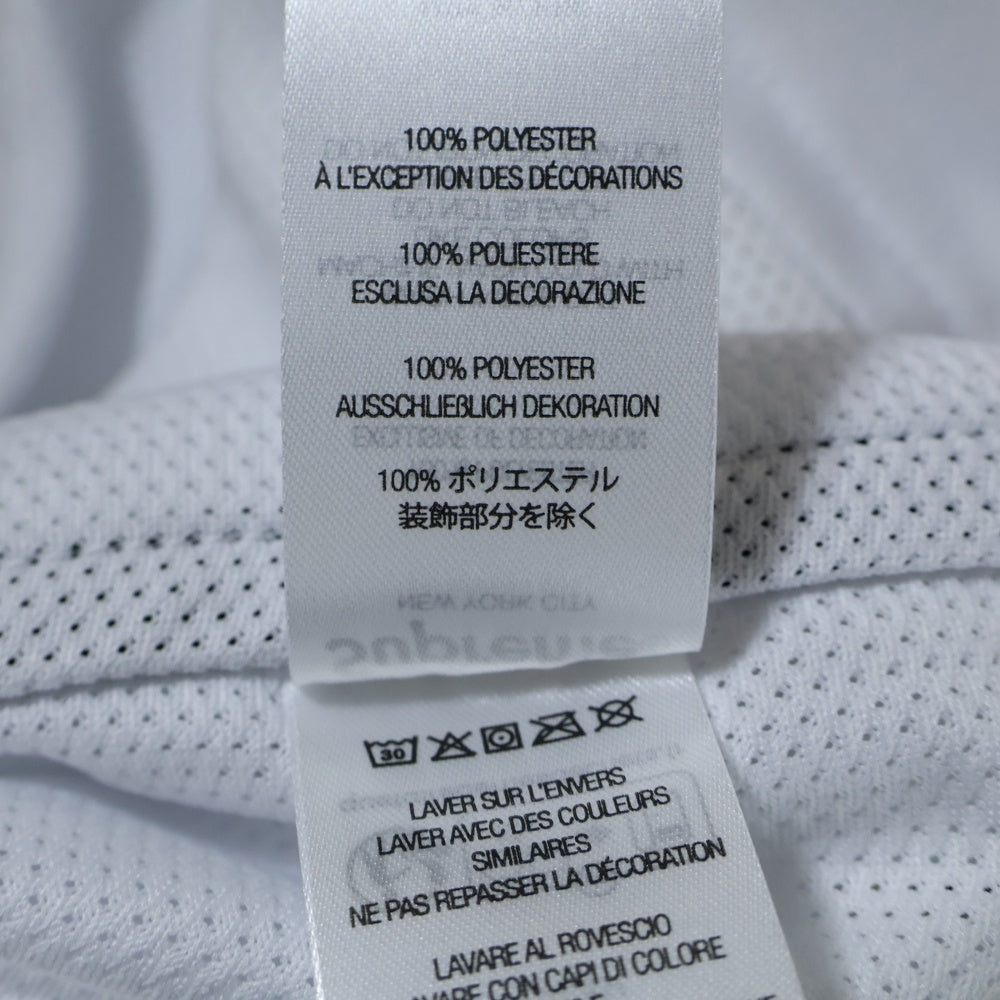 100% POLYESTER
À L'EXCEPTION DES DÉCORATIONS
100% POLIESTERE
ESCLUSA LA DECORAZIONE
100% POLYESTER
AUSSCHLIEßLICH DEKORATION
100% ポリエステル
装飾部分を除く
30
LAVER SUR L'ENVERS
LAVER AVEC DES COULEURS
SIMILAIRES
NE PAS REPASSER LA DÉCORATION
LAVARE AL ROVESCIO
LAVARE CON CAPI DI COLORE